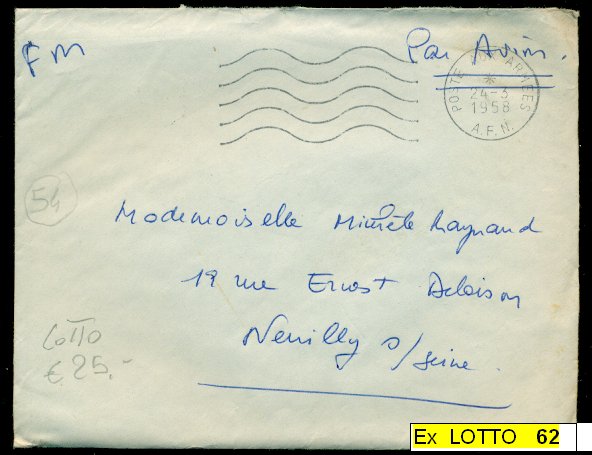 FM
Par Avion.
POSTE AUX ARMEES
*
24-3
1958
A.F.N.
54
Mademoiselle Raynaud
19 rue Ernest Deloison
Neuilly s/seine.
LOTTO
€ 25.-
Ex LOTTO 62